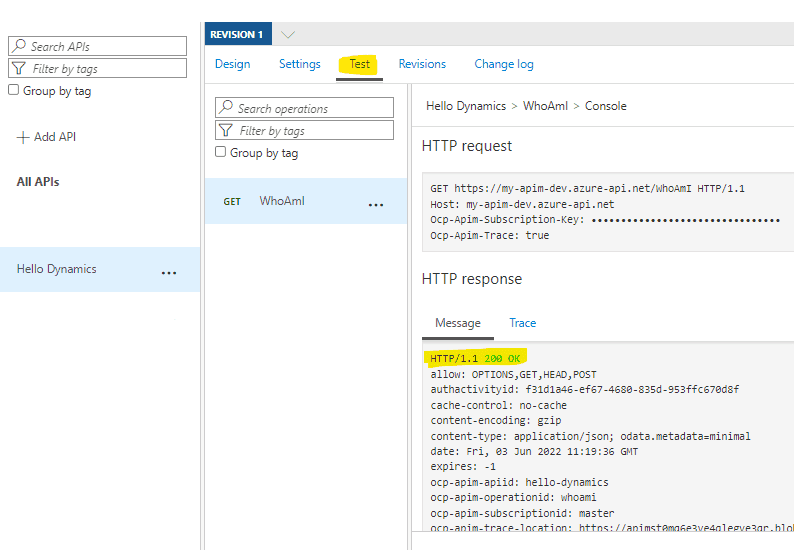 REVISION 1
Search APIs
Filter by tags
Group by tag
Add API
All APIs
Hello Dynamics
...
Design Settings Test Revisions Change log
Search operations
Filter by tags
Group by tag
GET WhoAmI ...
Hello Dynamics > WhoAmI > Console
HTTP request
GET https://my-apim-dev.azure-api.net/WhoAmI HTTP/1.1
Host: my-apim-dev.azure-api.net
Ocp-Apim-Subscription-Key: ••••••••••••••••••••••••••••••••
Ocp-Apim-Trace: true
HTTP response
Message Trace
HTTP/1.1 200 OK
allow: OPTIONS,GET,HEAD,POST
authactivityid: f31d1a46-ef67-4680-835d-953ffc670d8f
cache-control: no-cache
content-encoding: gzip
content-type: application/json; odata.metadata=minimal
date: Fri, 03 Jun 2022 11:19:36 GMT
expires: -1
ocp-apim-apiid: hello-dynamics
ocp-apim-operationid: whoami
ocp-apim-subscriptionid: master
ocp-apim-trace-location: